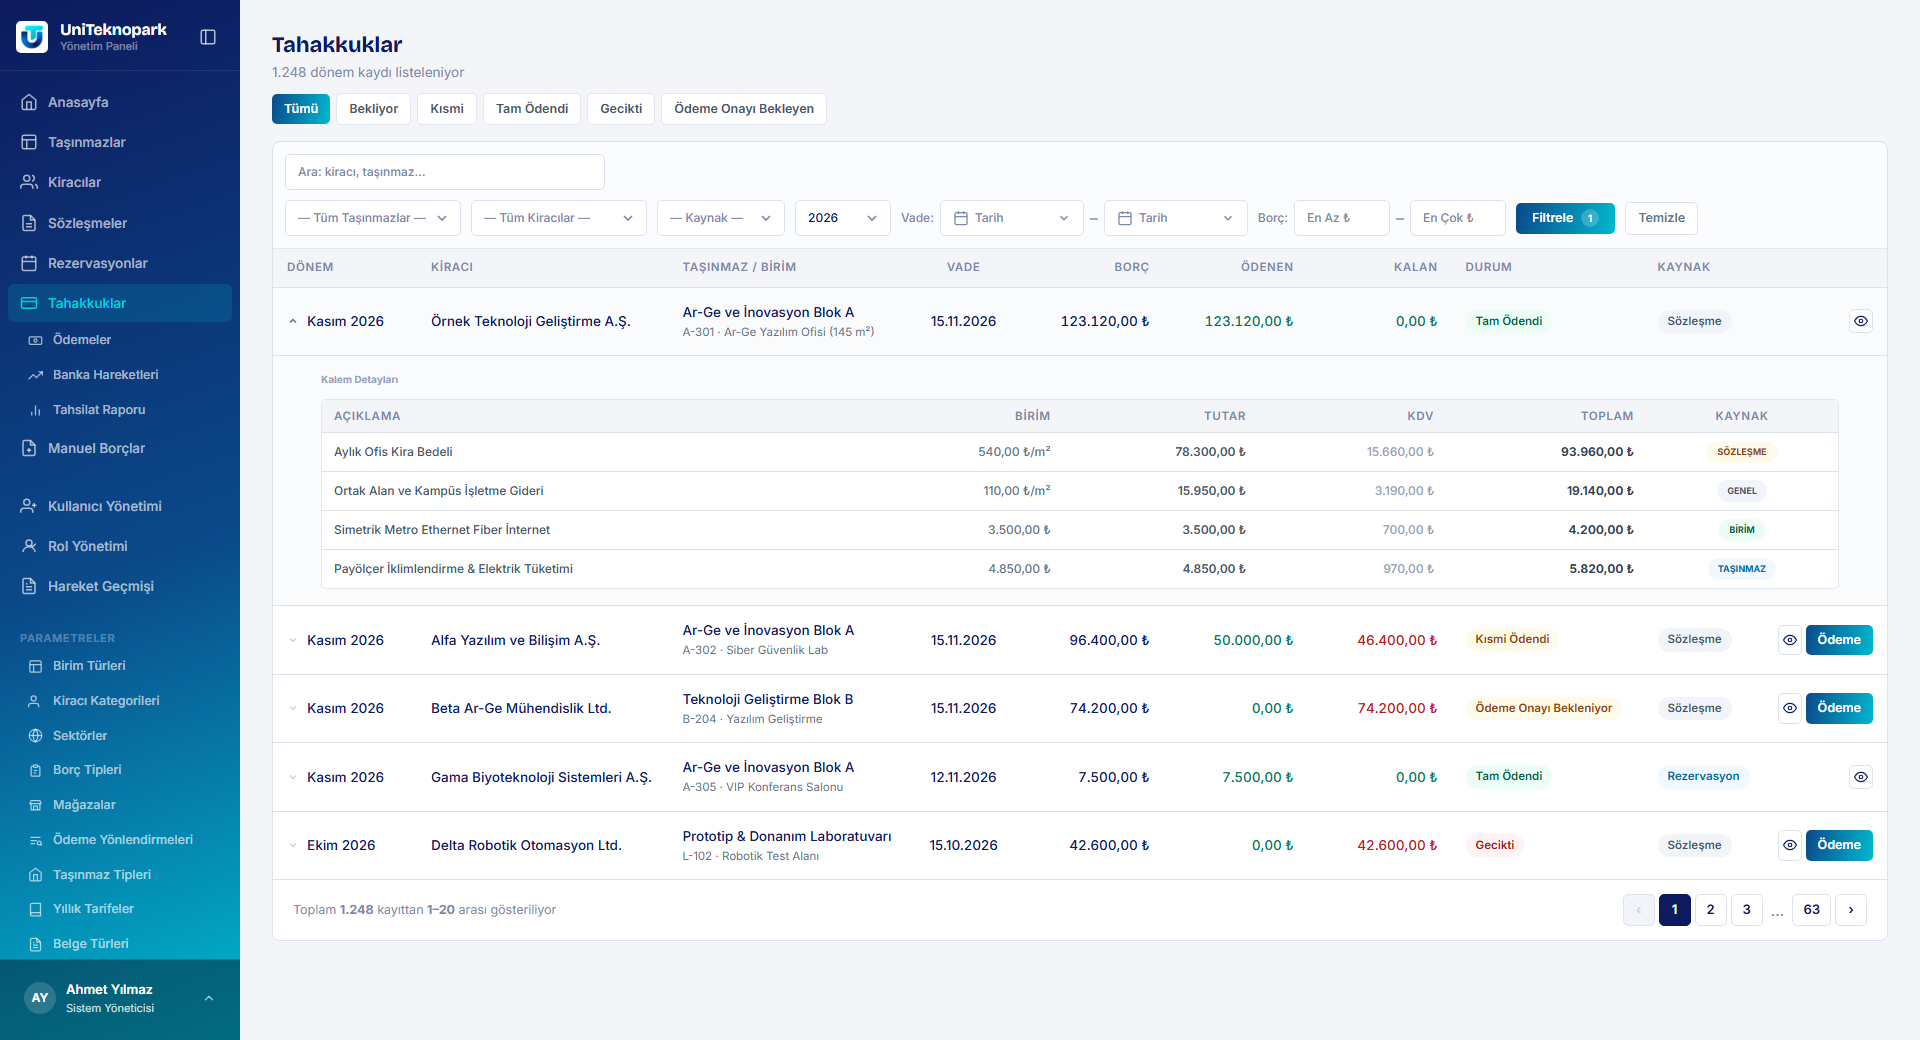 UniTeknopark
Yönetim Paneli
Anasayfa
Taşınmazlar
Kiracılar
Sözleşmeler
Rezervasyonlar
Tahakkuklar
Ödemeler
Banka Hareketleri
Tahsilat Raporu
Manuel Borçlar
Kullanıcı Yönetimi
Rol Yönetimi
Hareket Geçmişi
PARAMETRELER
Birim Türleri
Kiracı Kategorileri
Sektörler
Borç Tipleri
Mağazalar
Ödeme Yönlendirmeleri
Taşınmaz Tipleri
Yıllık Tarifeler
Belge Türleri
AY
Ahmet Yılmaz
Sistem Yöneticisi
Tahakkuklar
1.248 dönem kaydı listeleniyor
Tümü Bekliyor Kısmi Tam Ödendi Gecikti Ödeme Onayı Bekleyen
Ara: kiracı, taşınmaz...
— Tüm Taşınmazlar — — Tüm Kiracılar — — Kaynak — 2026 Vade: Tarih – Tarih Borç: En Az ₺ – En Çok ₺ Filtrele 1 Temizle
DÖNEM KİRACI TAŞINMAZ / BİRİM VADE BORÇ ÖDENEN KALAN DURUM KAYNAK
Kasım 2026 Örnek Teknoloji Geliştirme A.Ş. Ar-Ge ve İnovasyon Blok A 15.11.2026 123.120,00 ₺ 123.120,00 ₺ 0,00 ₺ Tam Ödendi Sözleşme
A-301 · Ar-Ge Yazılım Ofisi (145 m²)
Kalem Detayları
AÇIKLAMA BİRİM TUTAR KDV TOPLAM KAYNAK
Aylık Ofis Kira Bedeli 540,00 ₺/m² 78.300,00 ₺ 15.660,00 ₺ 93.960,00 ₺ SÖZLEŞME
Ortak Alan ve Kampüs İşletme Gideri 110,00 ₺/m² 15.950,00 ₺ 3.190,00 ₺ 19.140,00 ₺ GENEL
Simetrik Metro Ethernet Fiber İnternet 3.500,00 ₺ 3.500,00 ₺ 700,00 ₺ 4.200,00 ₺ BİRİM
Payölçer İklimlendirme & Elektrik Tüketimi 4.850,00 ₺ 4.850,00 ₺ 970,00 ₺ 5.820,00 ₺ TAŞINMAZ
Kasım 2026 Alfa Yazılım ve Bilişim A.Ş. Ar-Ge ve İnovasyon Blok A 15.11.2026 96.400,00 ₺ 50.000,00 ₺ 46.400,00 ₺ Kısmi Ödendi Sözleşme Ödeme
A-302 · Siber Güvenlik Lab
Kasım 2026 Beta Ar-Ge Mühendislik Ltd. Teknoloji Geliştirme Blok B 15.11.2026 74.200,00 ₺ 0,00 ₺ 74.200,00 ₺ Ödeme Onayı Bekleniyor Sözleşme Ödeme
B-204 · Yazılım Geliştirme
Kasım 2026 Gama Biyoteknoloji Sistemleri A.Ş. Ar-Ge ve İnovasyon Blok A 12.11.2026 7.500,00 ₺ 7.500,00 ₺ 0,00 ₺ Tam Ödendi Rezervasyon
A-305 · VIP Konferans Salonu
Ekim 2026 Delta Robotik Otomasyon Ltd. Prototip & Donanım Laboratuvarı 15.10.2026 42.600,00 ₺ 0,00 ₺ 42.600,00 ₺ Gecikti Sözleşme Ödeme
L-102 · Robotik Test Alanı
Toplam 1.248 kayıttan 1–20 arası gösteriliyor
‹ 1 2 3 ... 63 ›